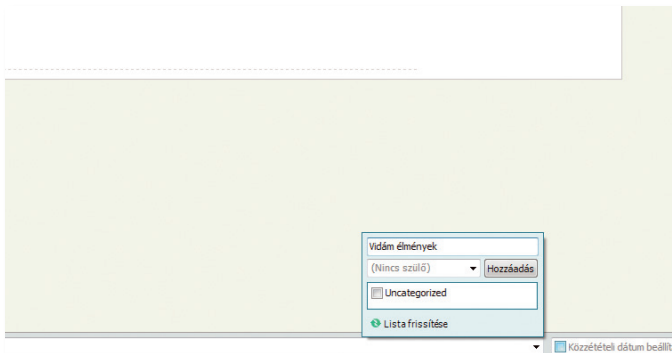 Vidám élmények
(Nincs szülő) Hozzáadás
Uncategorized
Lista frissítése
Közzétételi dátum beállít